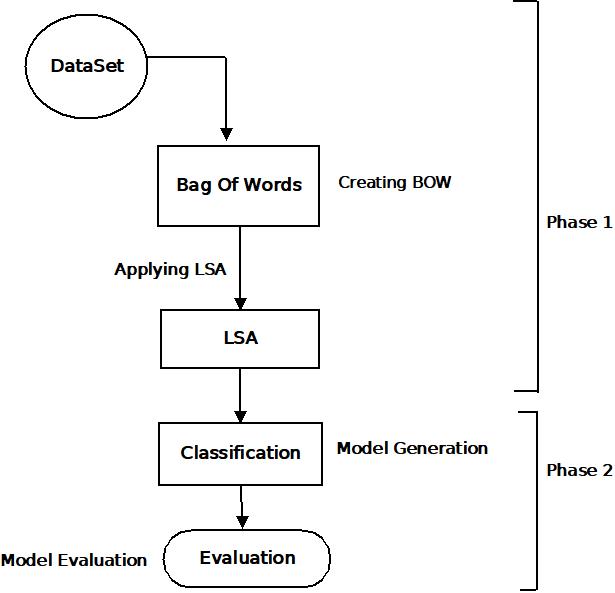 DataSet
Bag Of Words
Creating BOW
Phase 1
Applying LSA
LSA
Classification
Model Generation
Phase 2
Model Evaluation
Evaluation